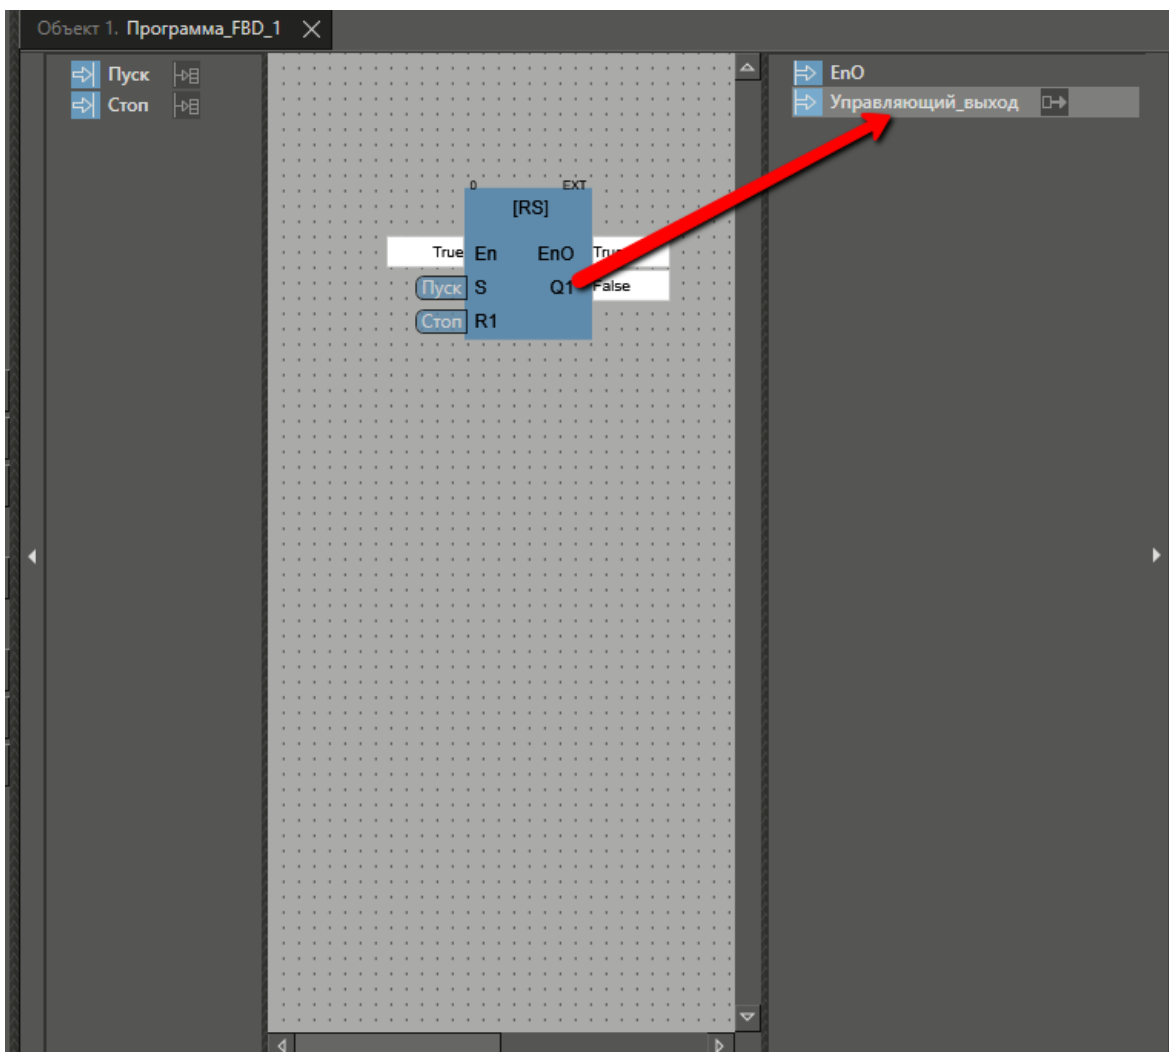 Объект 1. Программа_FBD_1
Пуск
Стоп
EnO
Управляющий_выход
0 EXT
[RS]
True En EnO
Пуск S Q1 False
Стоп R1